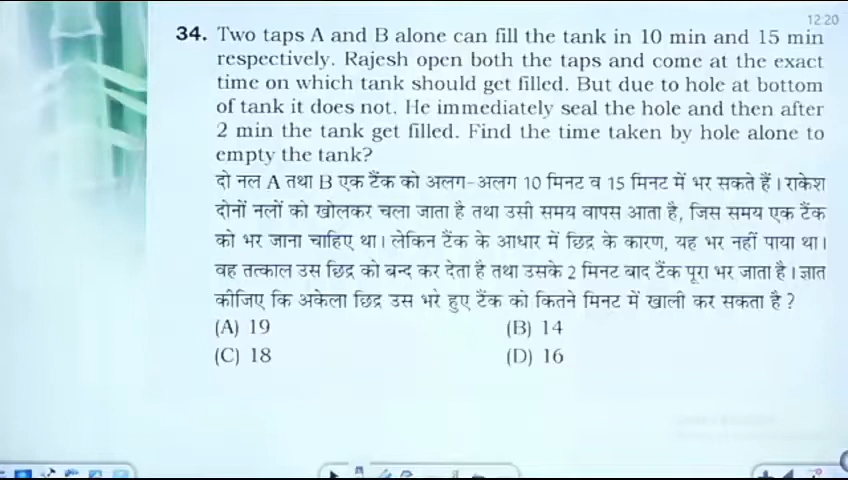 12:20
34. Two taps A and B alone can fill the tank in 10 min and 15 min
respectively. Rajesh open both the taps and come at the exact
time on which tank should get filled. But due to hole at bottom
of tank it does not. He immediately seal the hole and then after
2 min the tank get filled. Find the time taken by hole alone to
empty the tank?
दो नल A तथा B एक टैंक को अलग-अलग 10 मिनट व 15 मिनट में भर सकते हैं। राकेश
दोनों नलों को खोलकर चला जाता है तथा उसी समय वापस आता है, जिस समय एक टैंक
को भर जाना चाहिए था। लेकिन टैंक के आधार में छिद्र के कारण, यह भर नहीं पाया था।
वह तत्काल उस छिद्र को बन्द कर देता है तथा उसके 2 मिनट बाद टैंक पूरा भर जाता है। ज्ञात
कीजिए कि अकेला छिद्र उस भरे हुए टैंक को कितने मिनट में खाली कर सकता है ?
(A) 19 (B) 14
(C) 18 (D) 16